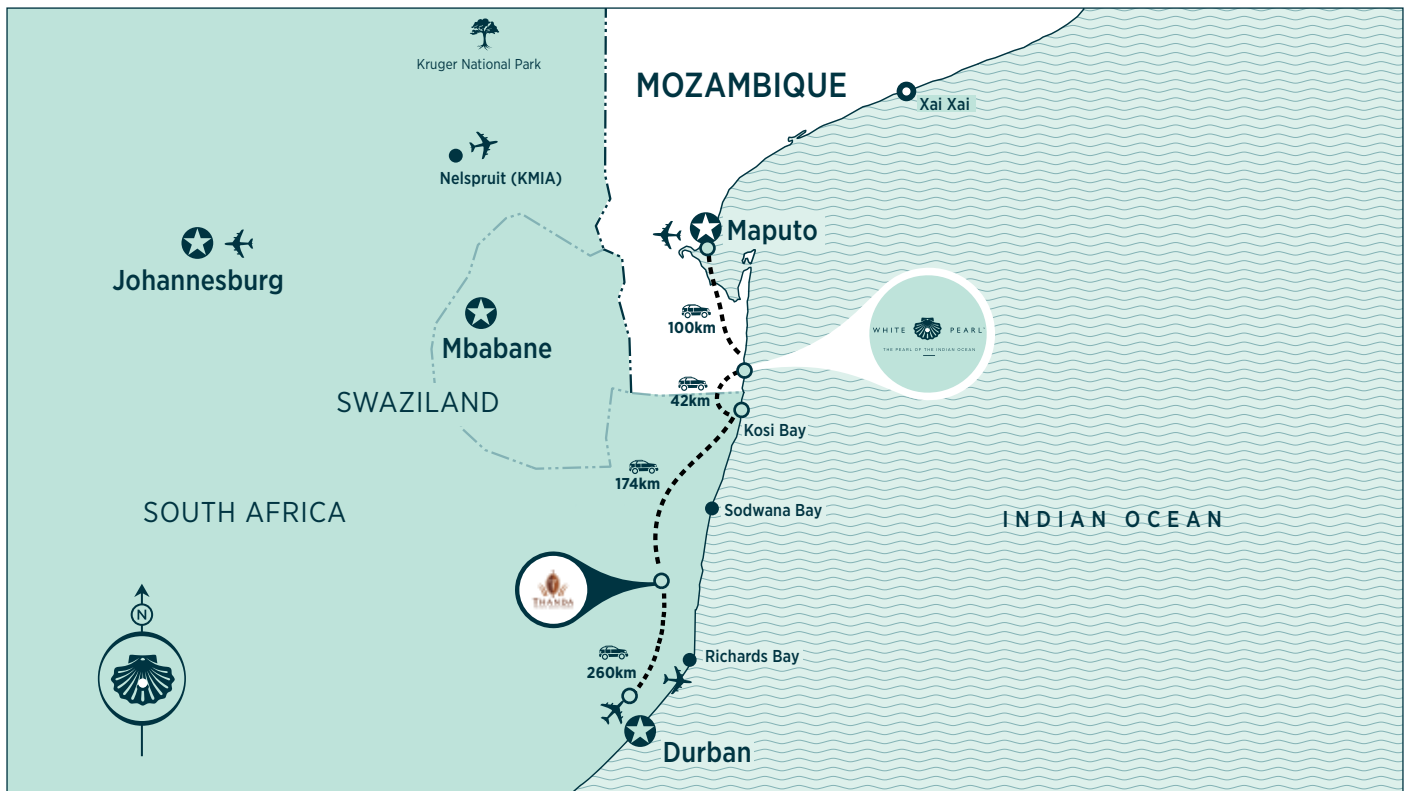 Kruger National Park
MOZAMBIQUE
Xai Xai
Nelspruit (KMIA)
Maputo
Johannesburg
100km
WHITE PEARL
THE PEARL OF THE INDIAN OCEAN
Mbabane
42km
SWAZILAND
Kosi Bay
174km
Sodwana Bay
SOUTH AFRICA
INDIAN OCEAN
THANDA
N
Richards Bay
260km
Durban